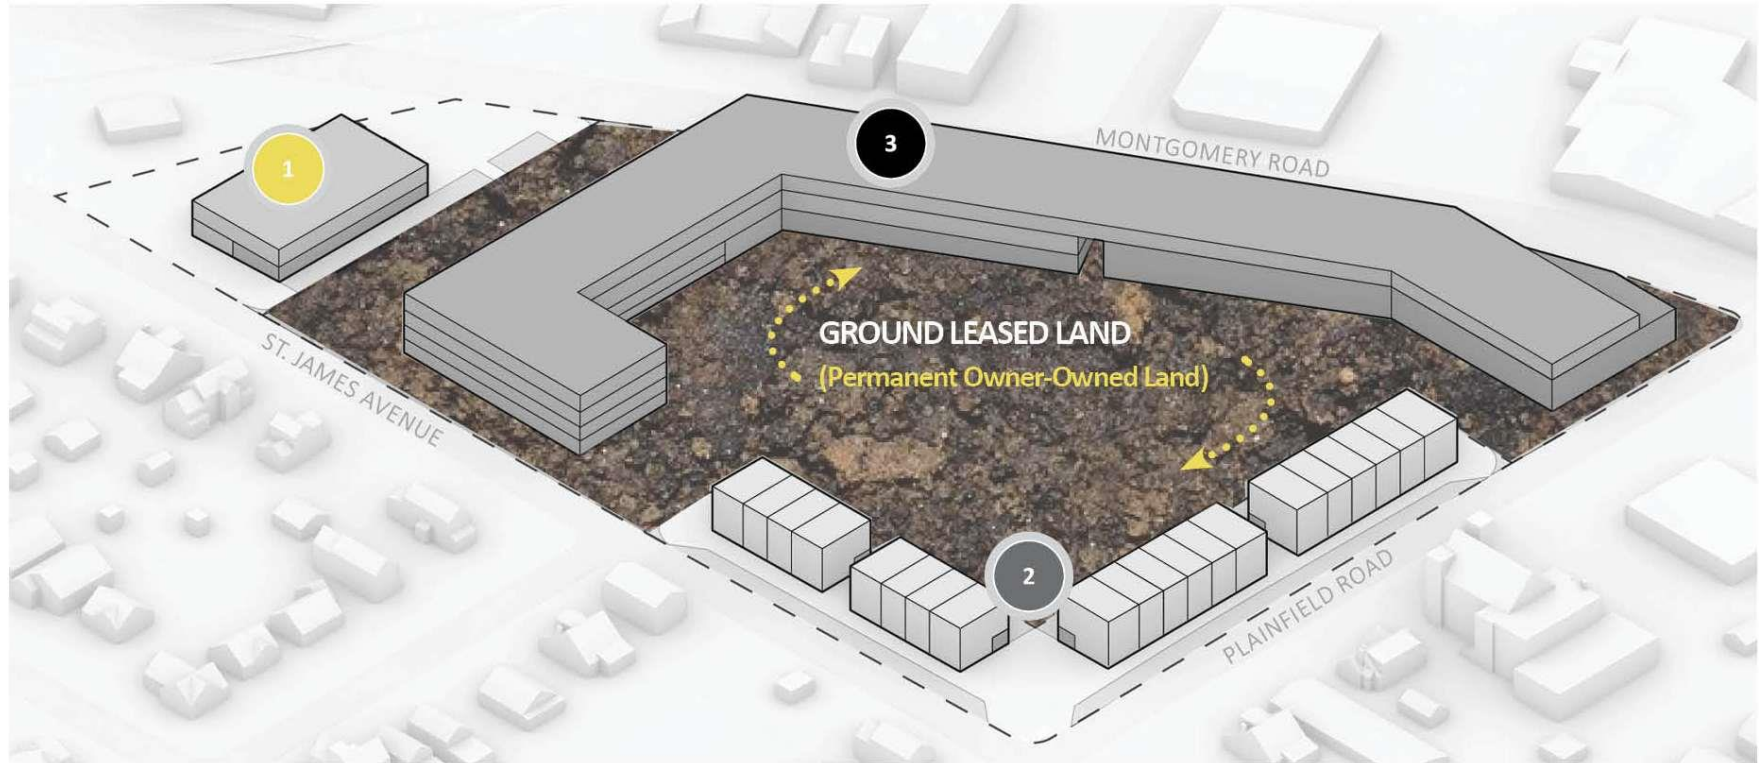 1
3
MONTGOMERY ROAD
GROUND LEASED LAND
(Permanent Owner-Owned Land)
ST. JAMES AVENUE
2
PLAINFIELD ROAD